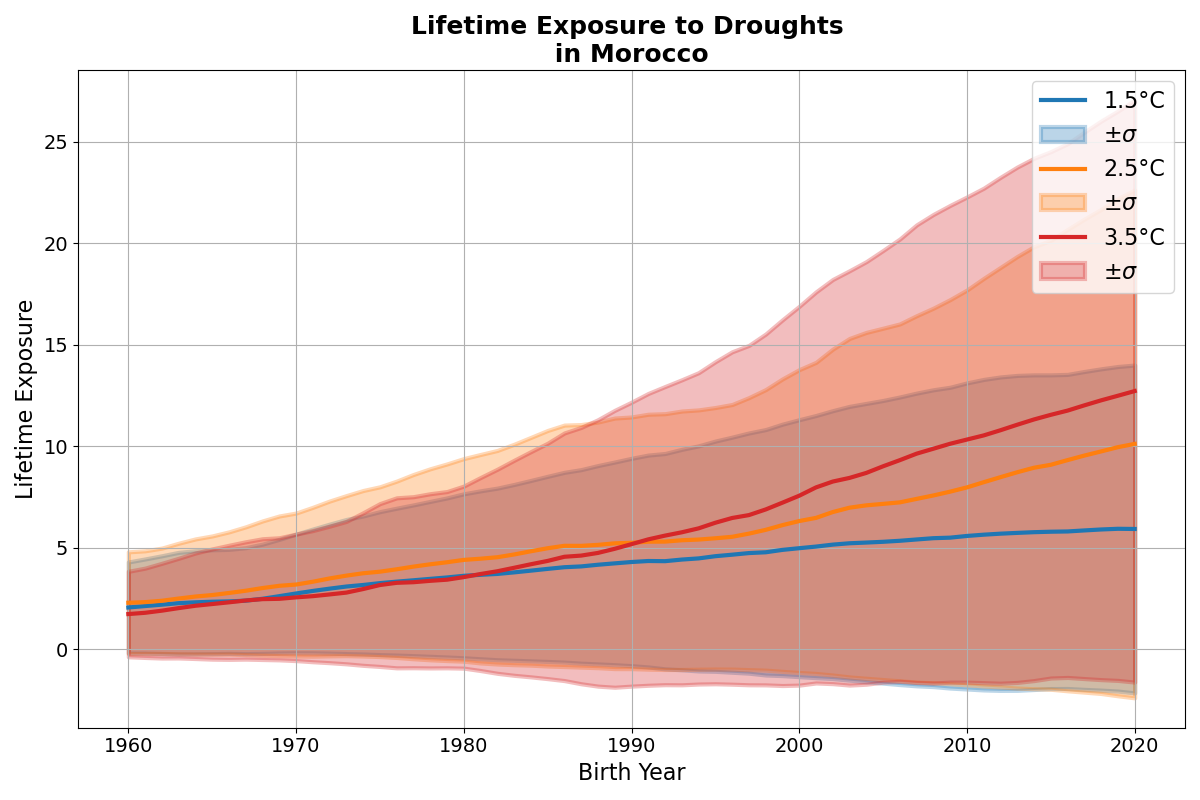 Lifetime Exposure to Droughts
in Morocco
1.5°C
±σ
2.5°C
±σ
3.5°C
±σ
Lifetime Exposure
25
20
15
10
5
0
1960
1970
1980
1990
2000
2010
2020
Birth Year